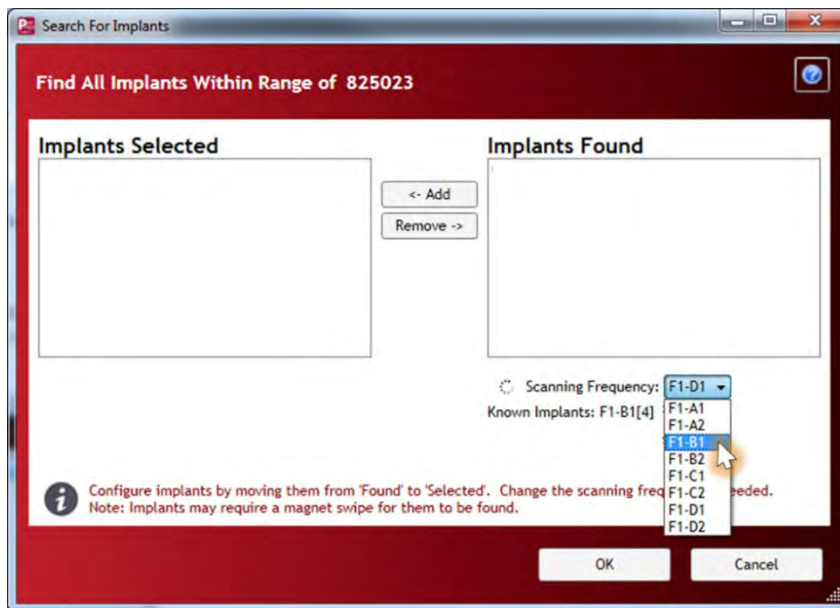 Search For Implants
Find All Implants Within Range of 825023
Implants Selected
Implants Found
<- Add
Remove ->
Scanning Frequency: F1-D1
Known Implants: F1-B1[4]
F1-A1
F1-A2
F1-B1
F1-B2
F1-C1
F1-C2
F1-D1
F1-D2
Configure implants by moving them from 'Found' to 'Selected'. Change the scanning freq eeded.
Note: Implants may require a magnet swipe for them to be found.
OK
Cancel